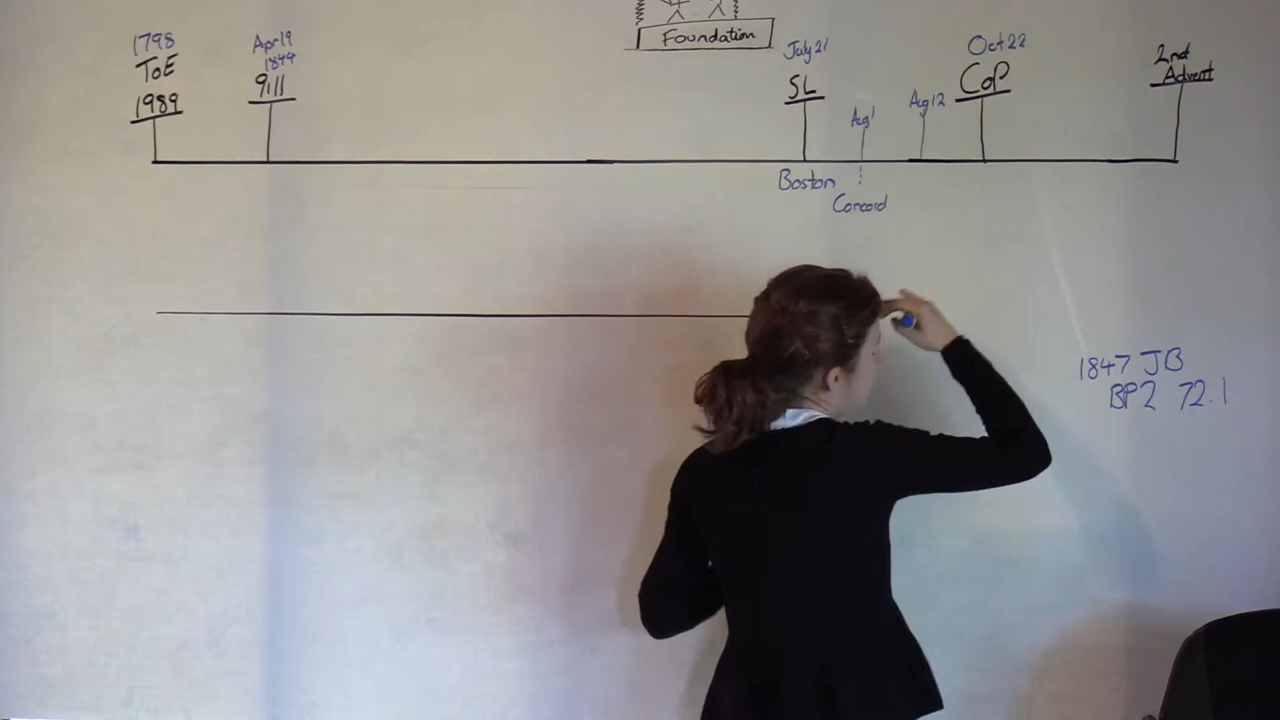 Foundation
1798
ToE
1989
Apr 19
1844
9:11
July 21
SL
Aug 1
Aug 12
Oct 22
CoP
2nd
Advent
Boston
Concord
1847 JB
BP2 72.1